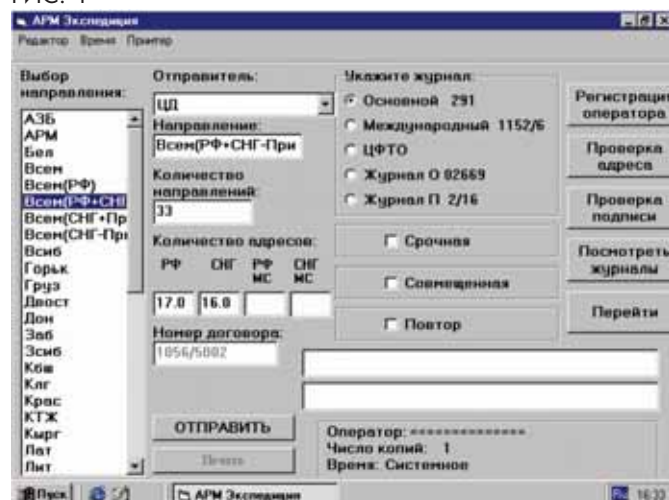 АРМ Экспедиция
Редактор Время Принтер
Выбор
направления:
АЗБ
АРМ
Бел
Всем
Всем(РФ)
Всем(РФ+СНГ
Всем(СНГ+Пр
Всем(СНГ-При
Всиб
Горьк
Груз
Двост
Дон
Заб
Зсиб
Кбш
Клг
Крас
КТЖ
Кырг
Лат
Лит
Отправитель:
ЦД
Направление:
Всем(РФ+СНГ-При
Количество
направлений:
33
Количество адресов:
РФ СНГ РФ МС СНГ МС
17.0 16.0
Номер договора:
1056/5002
ОТПРАВИТЬ
Печать
Укажите журнал:
Основной 291
Международный 1152/6
ЦФТО
Журнал О 02669
Журнал П 2/16
Срочная
Совмещенная
Повтор
Оператор: **************
Число копий: 1
Время: Системное
Регистрация
оператора
Проверка
адреса
Проверка
подписи
Посмотреть
журналы
Перейти
Пуск
АРМ Экспедиция